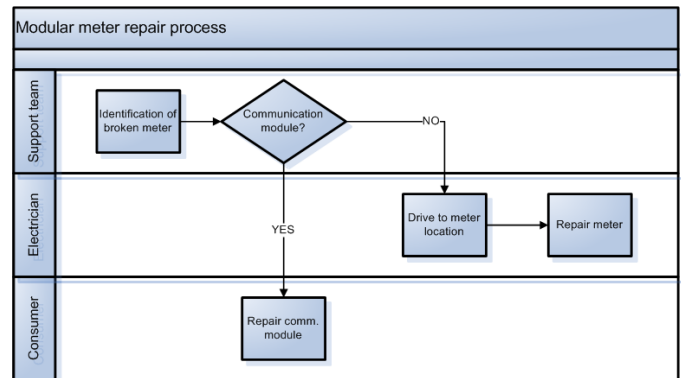 Modular meter repair process
Support team
Identification of
broken meter
Communication
module?
NO
YES
Electrician
Drive to meter
location
Repair meter
Consumer
Repair comm.
module